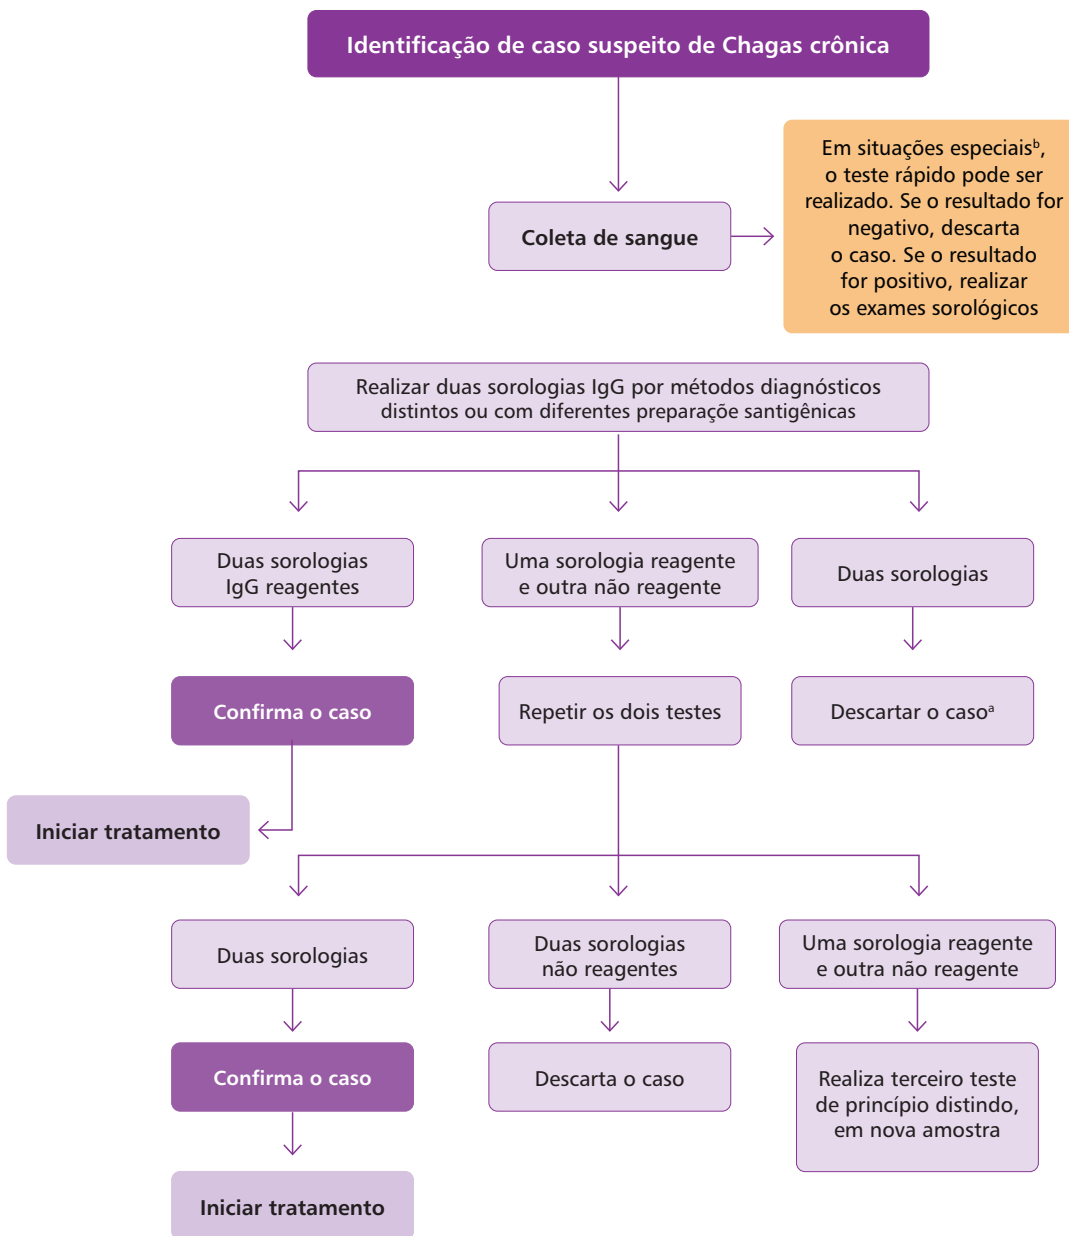 Identificação de caso suspeito de Chagas crônica
Em situações especiaisᵇ,
o teste rápido pode ser
realizado. Se o resultado for
negativo, descarta
o caso. Se o resultado
for positivo, realizar
os exames sorológicos
Coleta de sangue
Realizar duas sorologias IgG por métodos diagnósticos
distintos ou com diferentes preparaçõe santigênicas
Duas sorologias
IgG reagentes
Uma sorologia reagente
e outra não reagente
Duas sorologias
Confirma o caso
Repetir os dois testes
Descartar o casoᵃ
Iniciar tratamento
Duas sorologias
Duas sorologias
não reagentes
Uma sorologia reagente
e outra não reagente
Confirma o caso
Descarta o caso
Realiza terceiro teste
de princípio distindo,
em nova amostra
Iniciar tratamento